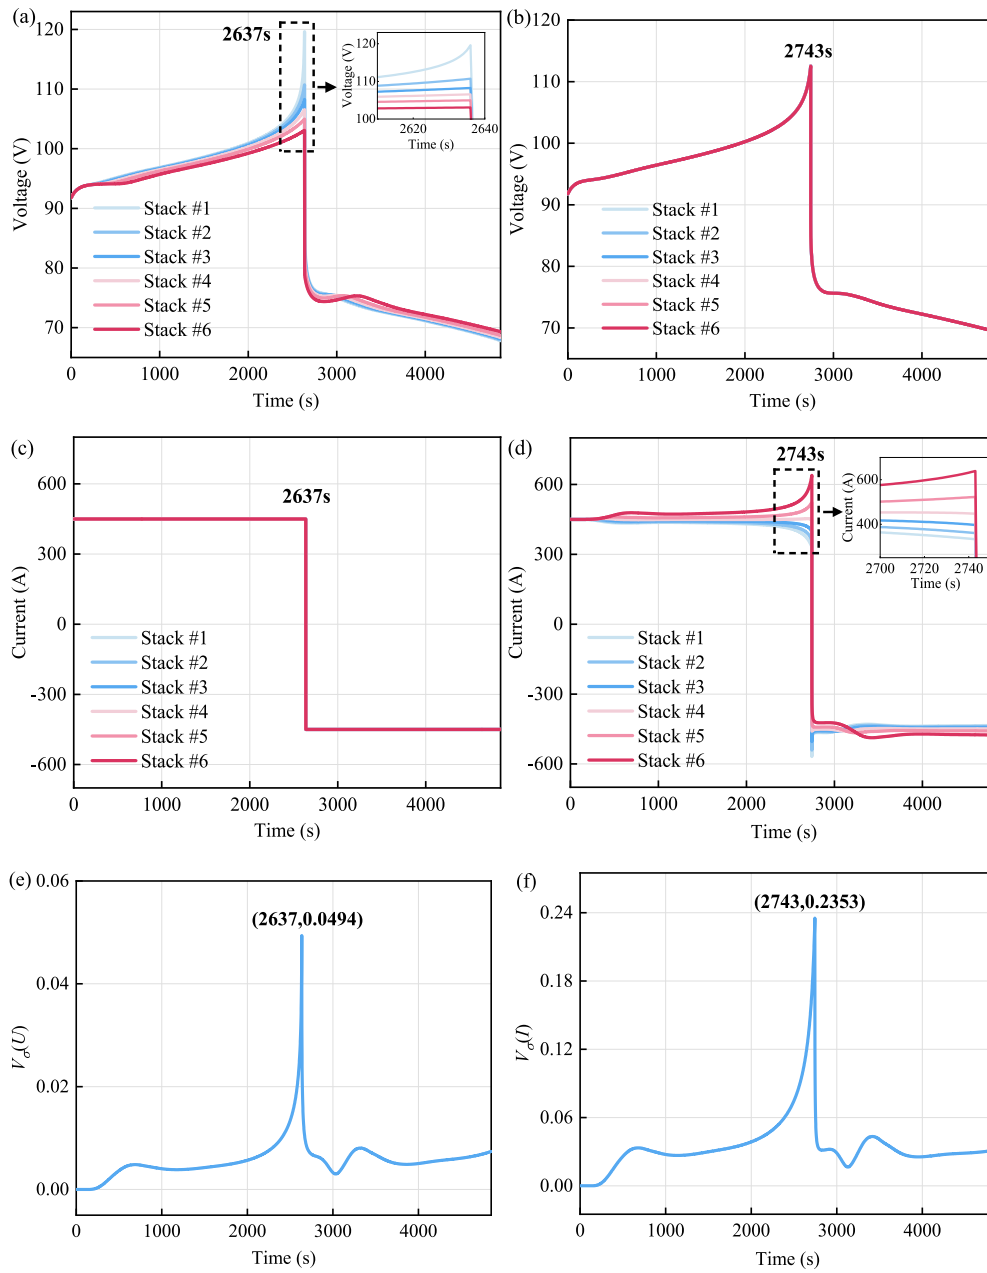 (a)
120
110
100
90
80
70
Voltage (V)
2637s
120
110
100
Voltage (V)
2620
2640
Time (s)
Stack #1
Stack #2
Stack #3
Stack #4
Stack #5
Stack #6
0
1000
2000
3000
4000
Time (s)
(b)
120
110
100
90
80
70
Voltage (V)
2743s
Stack #1
Stack #2
Stack #3
Stack #4
Stack #5
Stack #6
0
1000
2000
3000
4000
Time (s)
(c)
600
300
0
-300
-600
Current (A)
2637s
Stack #1
Stack #2
Stack #3
Stack #4
Stack #5
Stack #6
0
1000
2000
3000
4000
Time (s)
(d)
600
300
0
-300
-600
Current (A)
2743s
600
400
Current (A)
2700
2720
2740
Time (s)
Stack #1
Stack #2
Stack #3
Stack #4
Stack #5
Stack #6
0
1000
2000
3000
4000
Time (s)
(e)
0.06
0.04
0.02
0.00
Vσ(U)
(2637,0.0494)
0
1000
2000
3000
4000
Time (s)
(f)
0.24
0.18
0.12
0.06
0.00
Vσ(I)
(2743,0.2353)
0
1000
2000
3000
4000
Time (s)